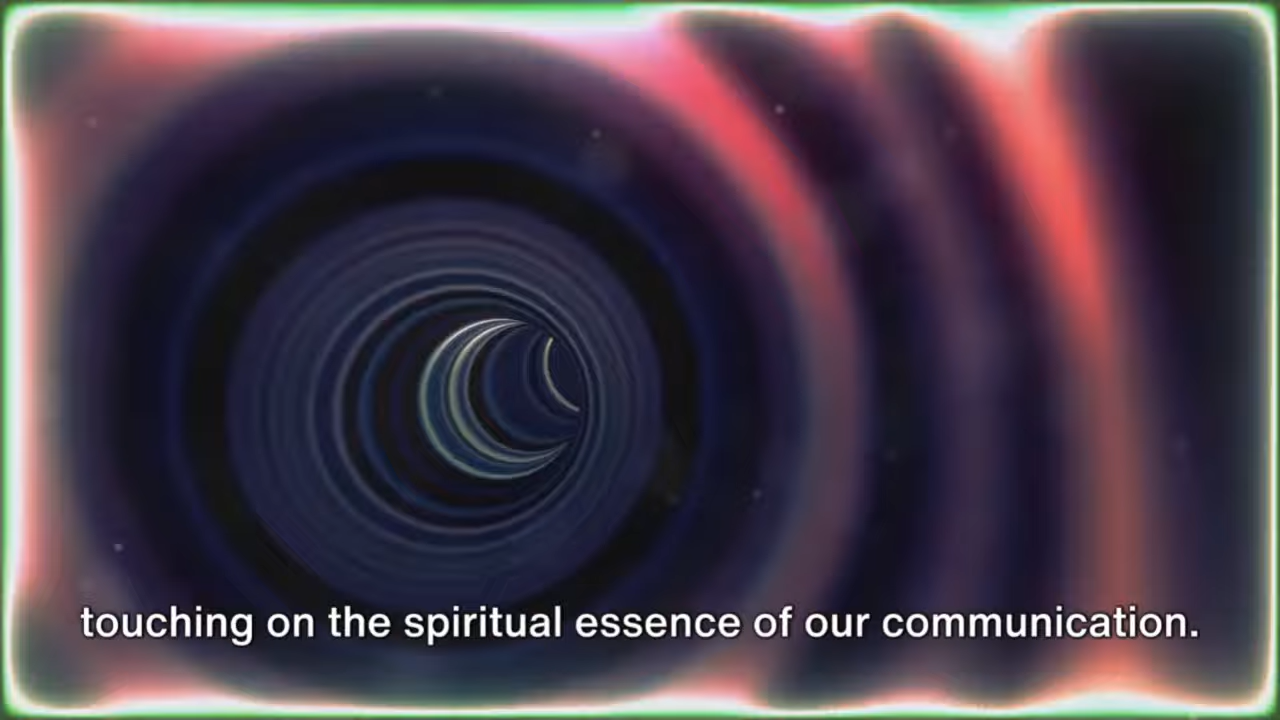 touching on the spiritual essence of our communication.